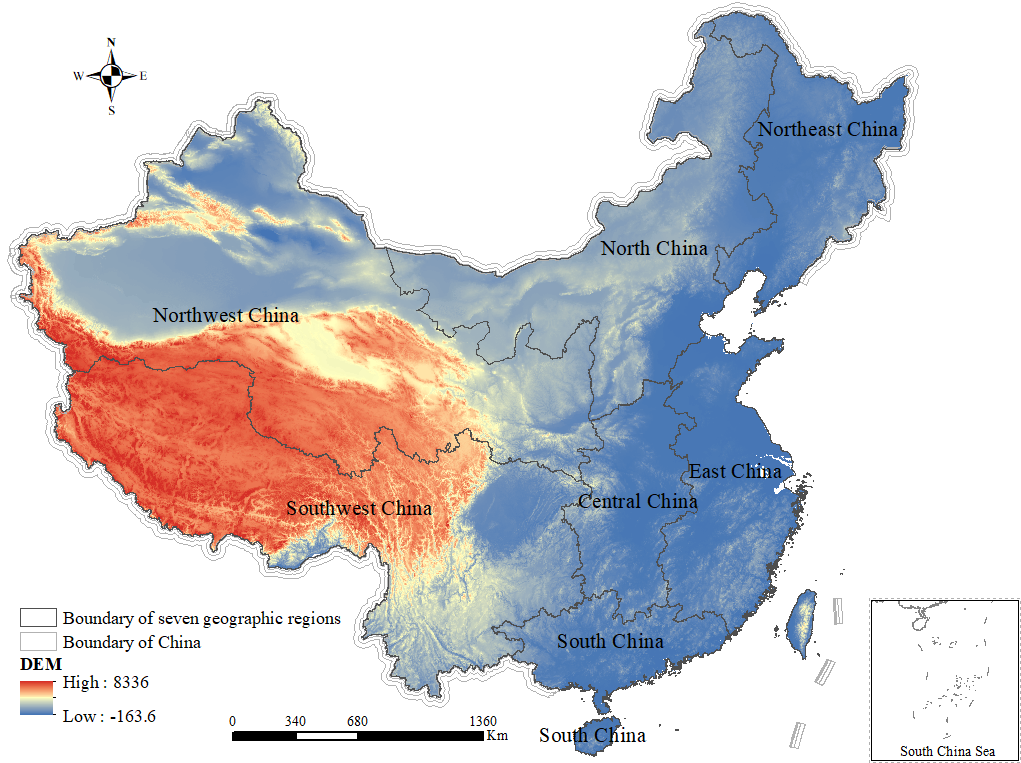 N
W E
S
Northeast China
North China
Northwest China
East China
Central China
Southwest China
South China
South China
Boundary of seven geographic regions
Boundary of China
DEM
High : 8336
Low : -163.6
0 340 680 1360
Km
South China Sea